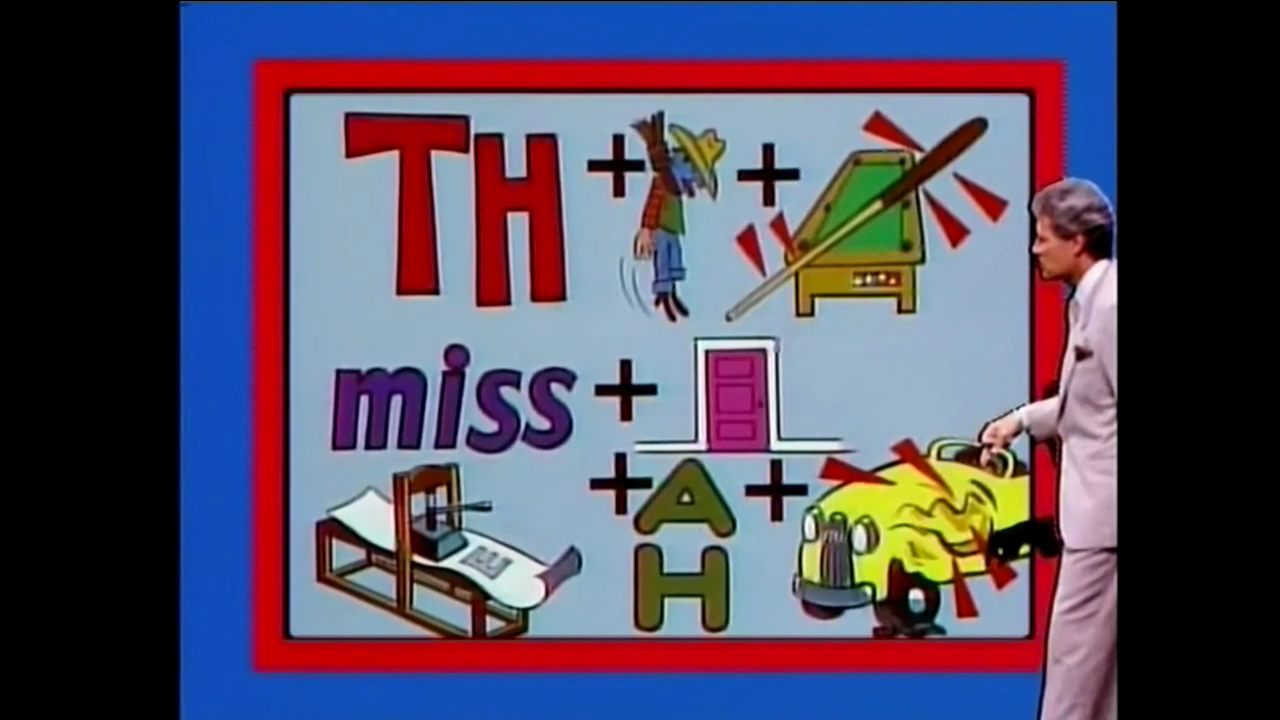 TH + +
miss +
+ A +
H